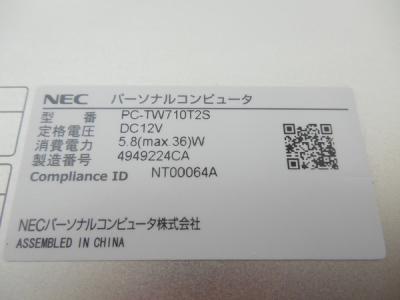 NEC パーソナルコンピュータ
型 番 PC-TW710T2S
定格電圧 DC12V
消費電力 5.8(max.36)W
製造番号 4949224CA
Compliance ID NT00064A
NECパーソナルコンピュータ株式会社
ASSEMBLED IN CHINA